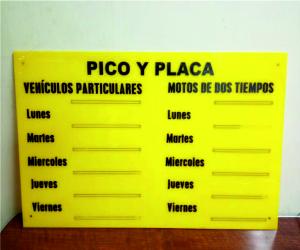 PICO Y PLACA
VEHÍCULOS PARTICULARES
Lunes
Martes
Miercoles
Jueves
Viernes
MOTOS DE DOS TIEMPOS
Lunes
Martes
Miercoles
Jueves
Viernes